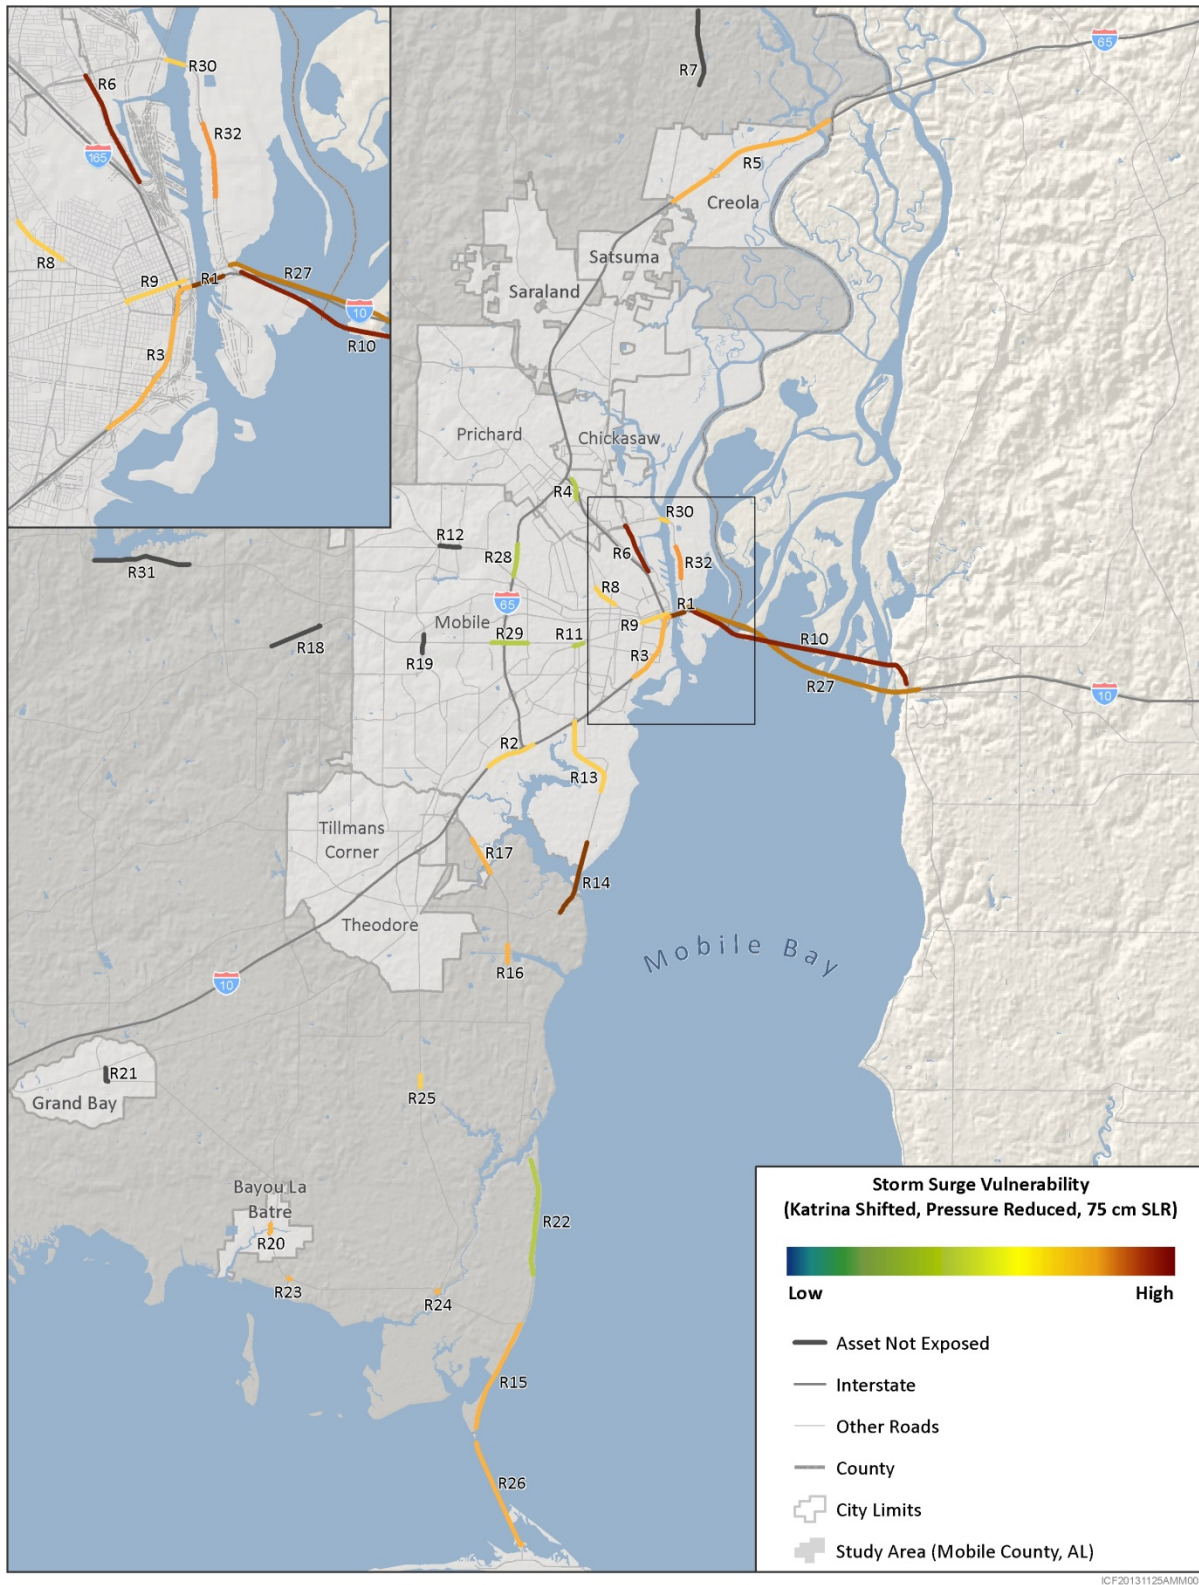 R30
R6
R32
165
R8
R9
R1
R27
10
R3
R10
R7
65
R5
Creola
Satsuma
Saraland
Prichard
Chickasaw
R4
R12
R30
R28
R6
R32
R31
R8
65
R1
Mobile
R9
R29
R11
R18
R19
R3
R10
R27
10
R2
R13
Tillmans
Corner
R17
R14
Theodore
Mobile Bay
R16
10
R21
Grand Bay
R25
Bayou La
Batre
R22
R20
R23
R24
R15
R26
Storm Surge Vulnerability
(Katrina Shifted, Pressure Reduced, 75 cm SLR)
Low
High
Asset Not Exposed
Interstate
Other Roads
County
City Limits
Study Area (Mobile County, AL)
ICF20131125AMM00